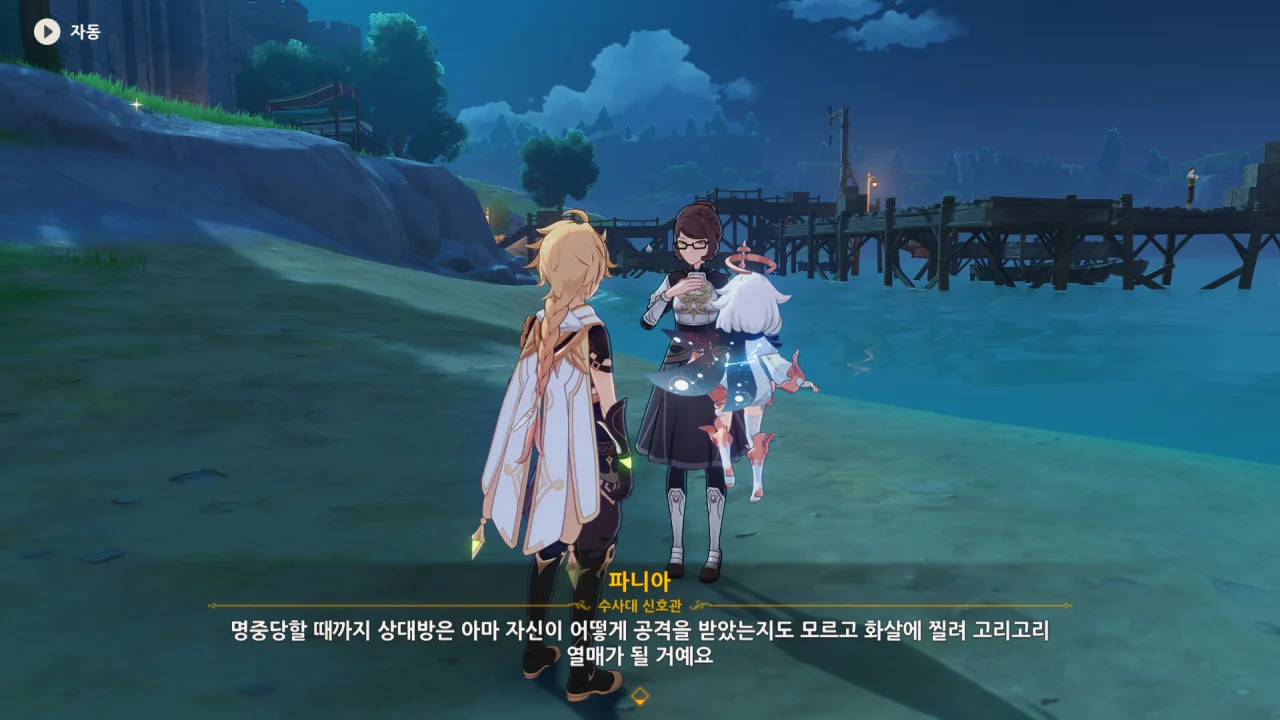 자동
파니아
수사대 신호관
명중당할 때까지 상대방은 아마 자신이 어떻게 공격을 받았는지도 모르고 화살에 찔려 고리고리
열매가 될 거예요